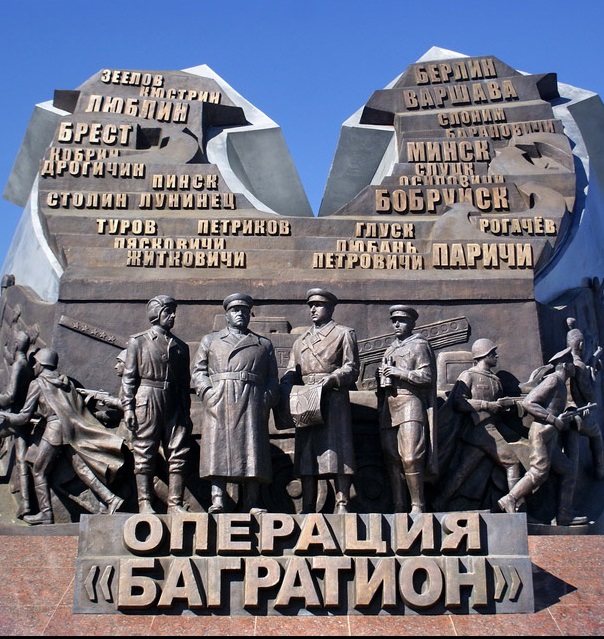 ЗЕЕЛОВ
КЮСТРИН
ЛЮБЛИН
БРЕСТ
КОБРИН
ДРОГИЧИН
ПИНСК
СТОЛИН ЛУНИНЕЦ
ТУРОВ ПЕТРИКОВ
ЛЯСКОВИЧИ
ЖИТКОВИЧИ
БЕРЛИН
ВАРШАВА
СЛОНИМ
БАРАНОВИЧИ
МИНСК
СЛУЦК
ОСИПОВИЧИ
БОБРУЙСК
ГЛУСК РОГАЧЁВ
ЛЮБАНЬ
ПЕТРОВИЧИ ПАРИЧИ
ОПЕРАЦИЯ
«БАГРАТИОН»